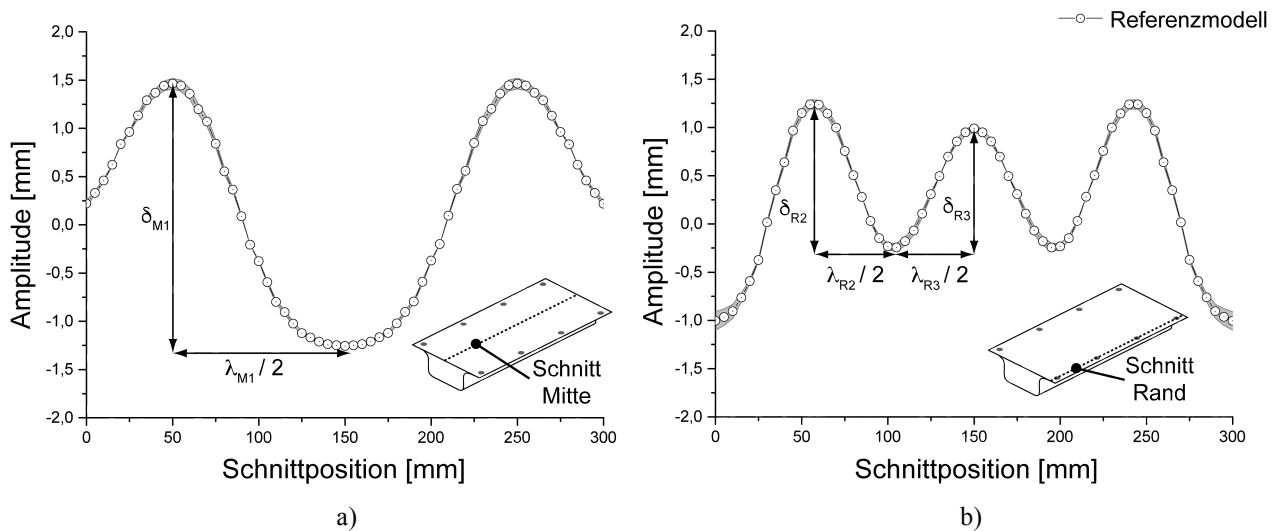 Referenzmodell
Amplitude [mm]
2,0
1,5
1,0
0,5
0,0
-0,5
-1,0
-1,5
-2,0
δM1
λM1 / 2
Schnitt
Mitte
0 50 100 150 200 250 300
Schnittposition [mm]
a)
Amplitude [mm]
2,0
1,5
1,0
0,5
0,0
-0,5
-1,0
-1,5
-2,0
δR2
δR3
λR2 / 2 λR3 / 2
Schnitt
Rand
0 50 100 150 200 250 300
Schnittposition [mm]
b)